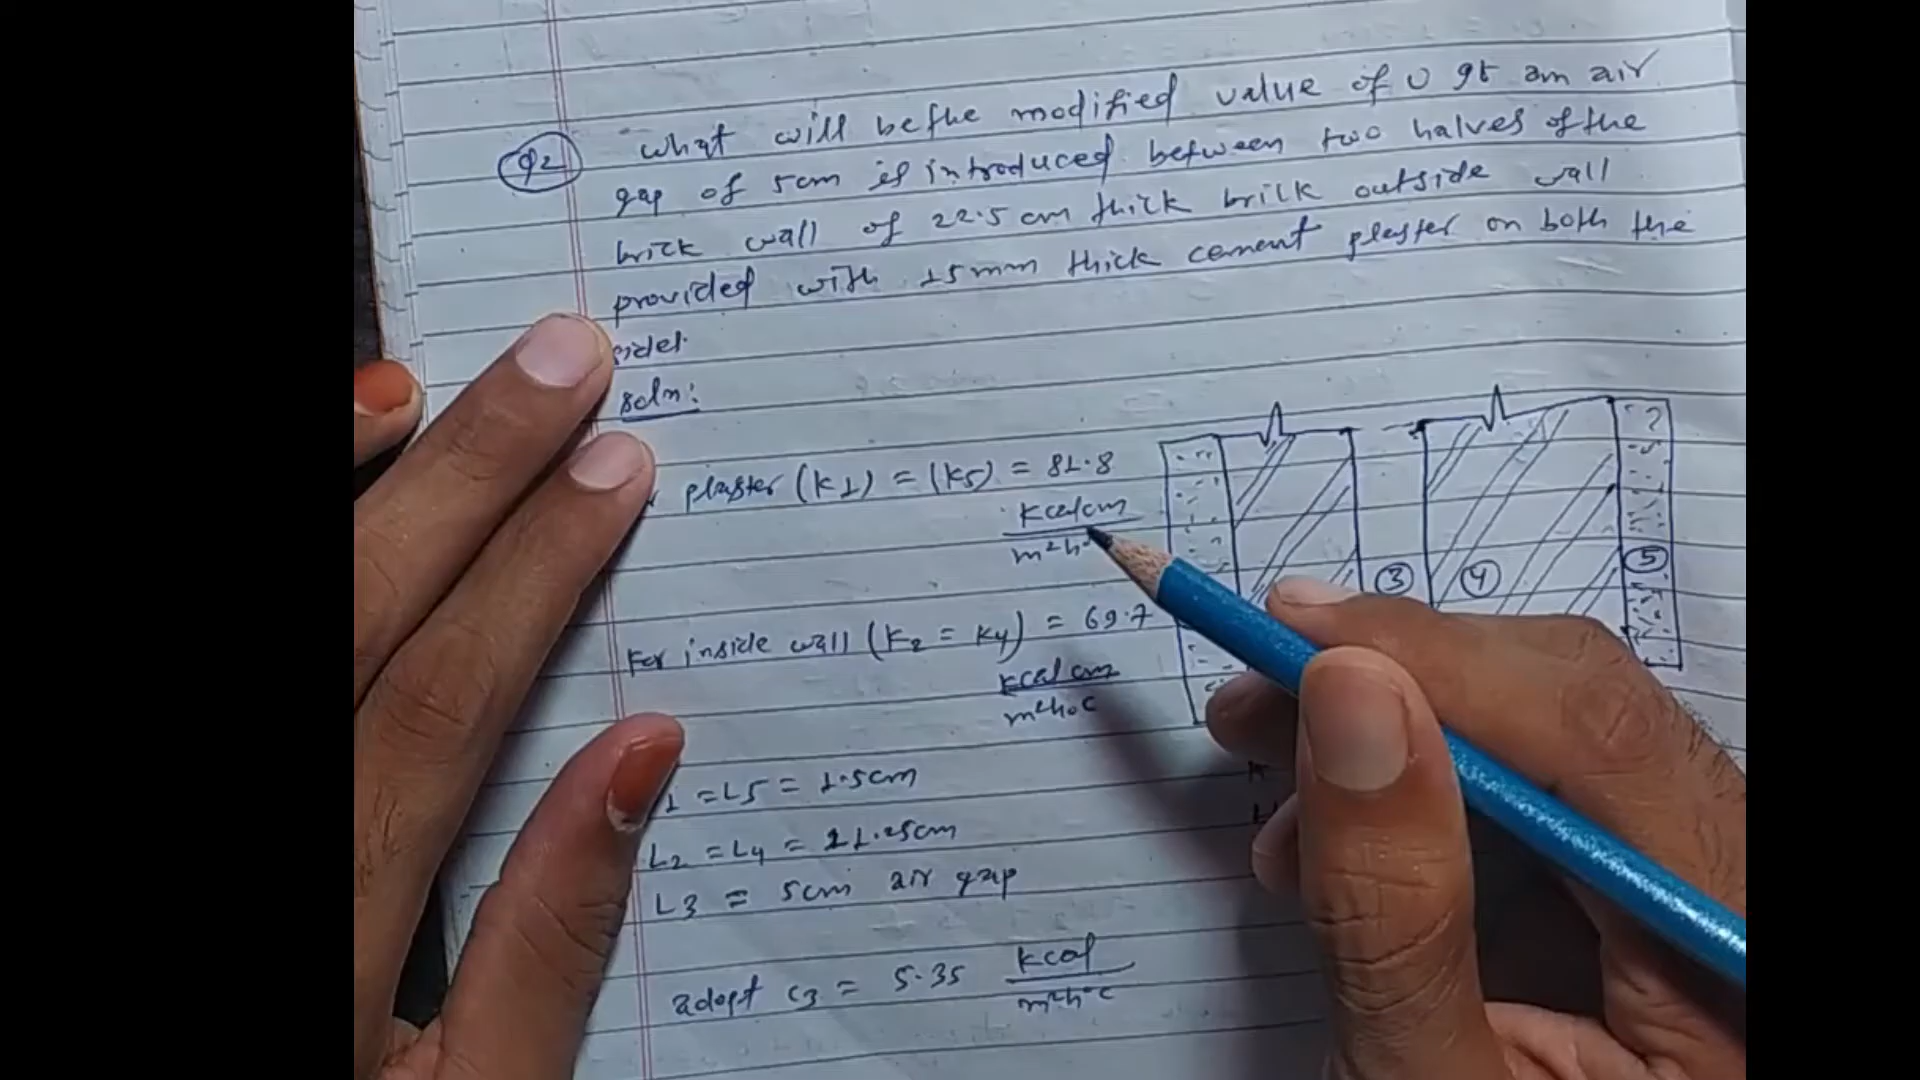 Q2 What will be the modified value of U If an air
gap of 5cm is introduced between two halves of the
brick wall of 22.5 cm thick brick outside wall
provided with 15mm thick cement plaster on both the
sides.
soln:
plaster (K1) = (K5) = 81.8
kcalcm
m²h°
For inside wall (K2 = K4) = 69.7
kcal cm
m²h°C
1 = L5 = 1.5cm
L2 = L4 = 11.25cm
L3 = 5cm air gap
adopt C3 = 5.35 kcal
m²h°C
?
3 4 5